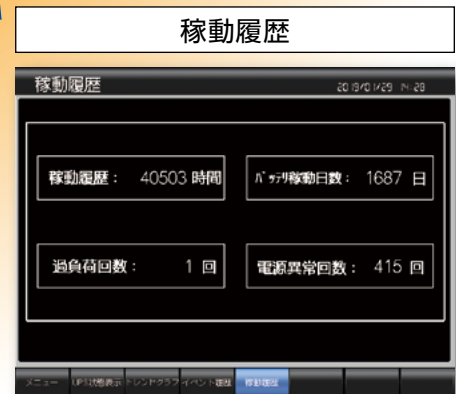 稼動履歴
稼動履歴 2019/01/29 14:28
稼動履歴： 40503 時間
バッテリ稼動日数： 1687 日
過負荷回数： 1 回
電源異常回数： 415 回
メニュー UPS状態表示 トレンドグラフ イベント履歴 稼動履歴